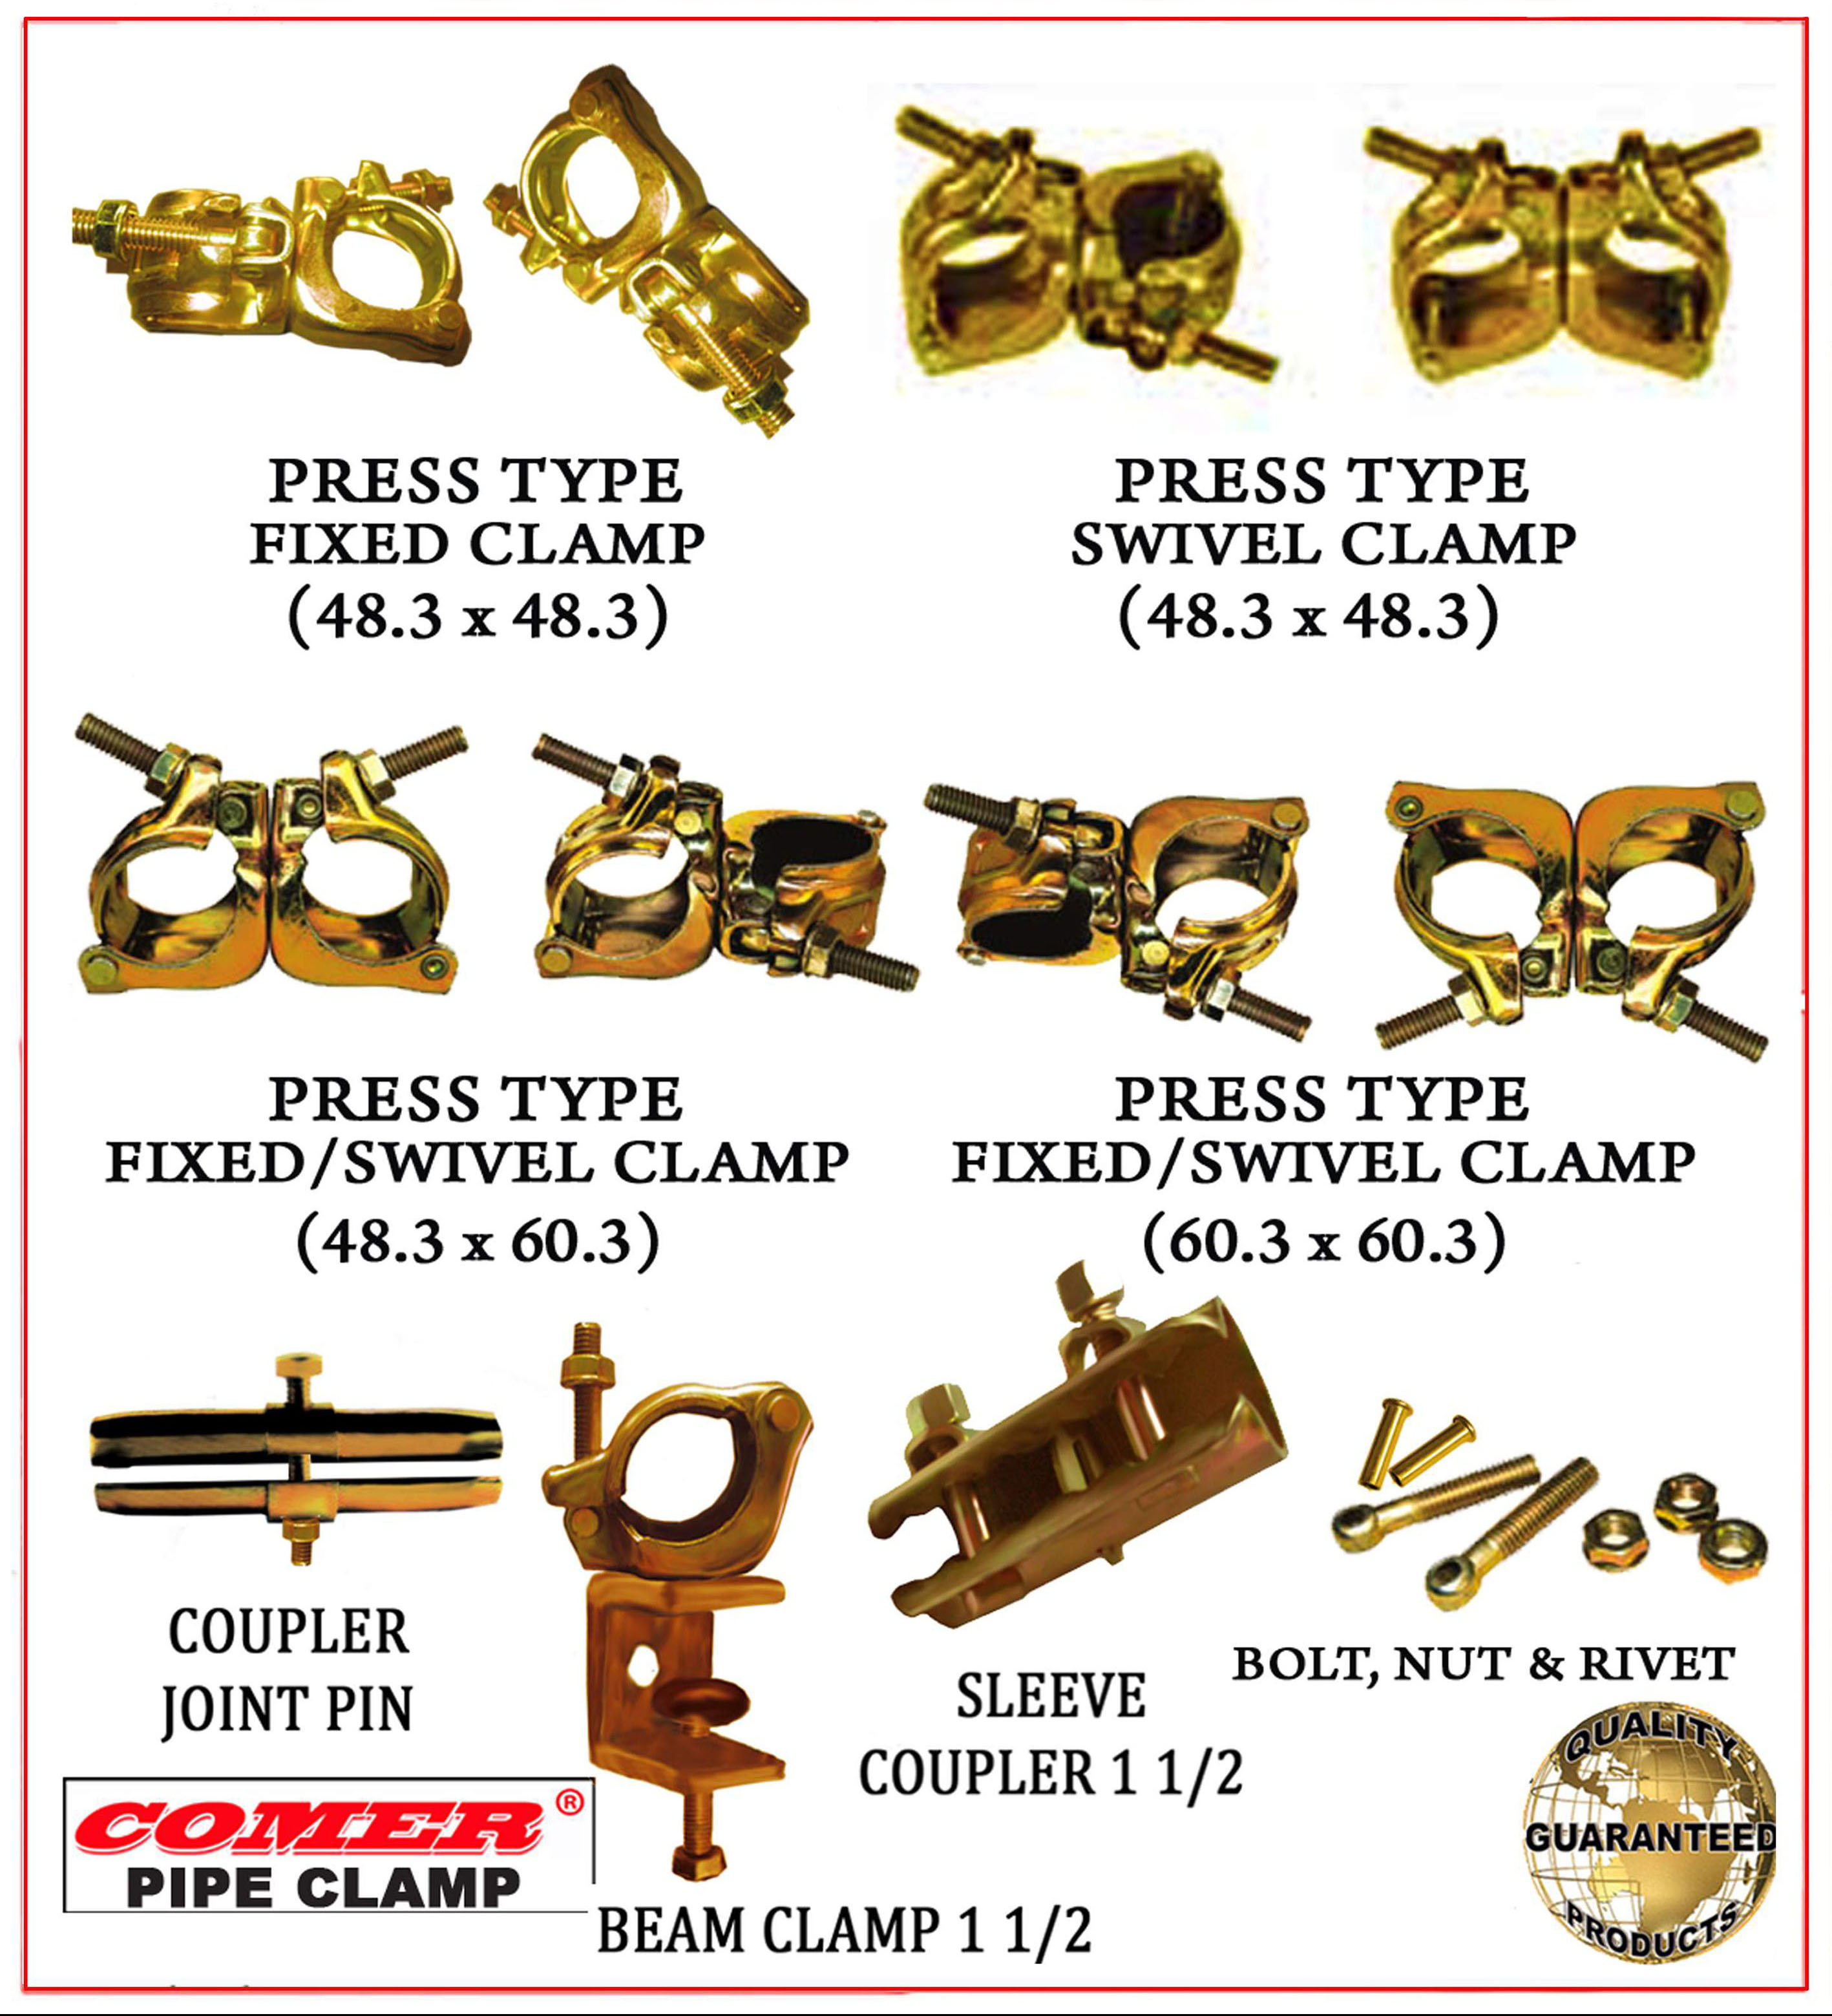 PRESS TYPE
FIXED CLAMP
(48.3 x 48.3)
PRESS TYPE
SWIVEL CLAMP
(48.3 x 48.3)
PRESS TYPE
FIXED/SWIVEL CLAMP
(48.3 x 60.3)
PRESS TYPE
FIXED/SWIVEL CLAMP
(60.3 x 60.3)
COUPLER
JOINT PIN
BEAM CLAMP 1 1/2
SLEEVE
COUPLER 1 1/2
BOLT, NUT & RIVET
COMER®
PIPE CLAMP
QUALITY
GUARANTEED
PRODUCTS